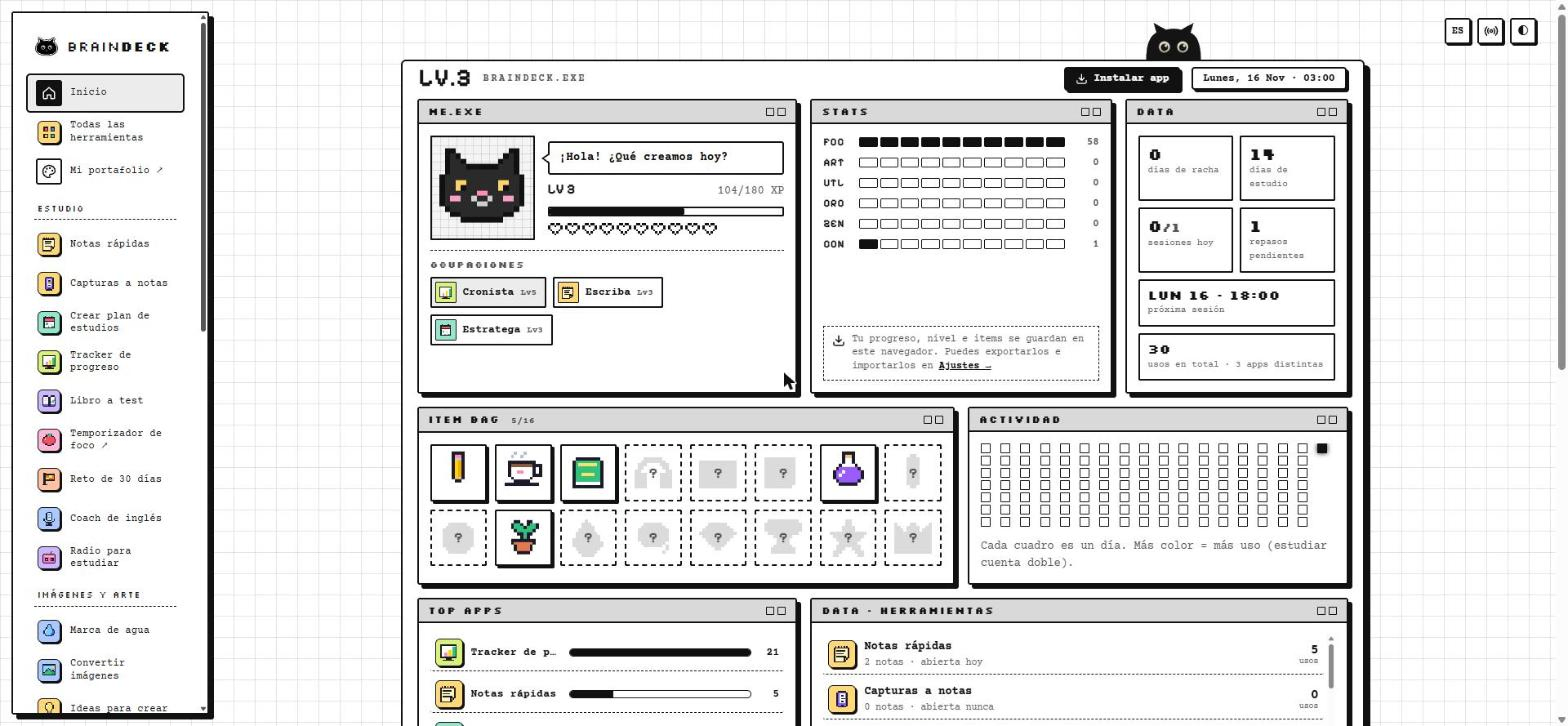 BRAINDECK
Inicio
Todas las
herramientas
Mi portafolio ↗
ESTUDIO
Notas rápidas
Capturas a notas
Crear plan de
estudios
Tracker de
progreso
Libro a test
Temporizador de
foco ↗
Reto de 30 días
Coach de inglés
Radio para
estudiar
IMÁGENES Y ARTE
Marca de agua
Convertir
imágenes
Ideas para crear
ES
LV.3 BRAINDECK.EXE
Instalar app
Lunes, 16 Nov · 03:00
ME.EXE
¡Hola! ¿Qué creamos hoy?
LV3 104/180 XP
OCUPACIONES
Cronista Lv5
Escriba Lv3
Estratega Lv3
STATS
FOO 58
ART 0
UTL 0
ORO 0
ZEN 0
CON 1
Tu progreso, nivel e items se guardan en
este navegador. Puedes exportarlos e
importarlos en Ajustes →
DATA
0
días de racha
14
días de
estudio
0/1
sesiones hoy
1
repasos
pendientes
LUN 16 · 18:00
próxima sesión
30
usos en total · 3 apps distintas
ITEM BAG 5/16
? ? ? ?
? ? ? ? ? ? ?
ACTIVIDAD
Cada cuadro es un día. Más color = más uso (estudiar
cuenta doble).
TOP APPS
Tracker de p… 21
Notas rápidas 5
DATA · HERRAMIENTAS
Notas rápidas
2 notas · abierta hoy
5
usos
Capturas a notas
0 notas · abierta nunca
0
usos